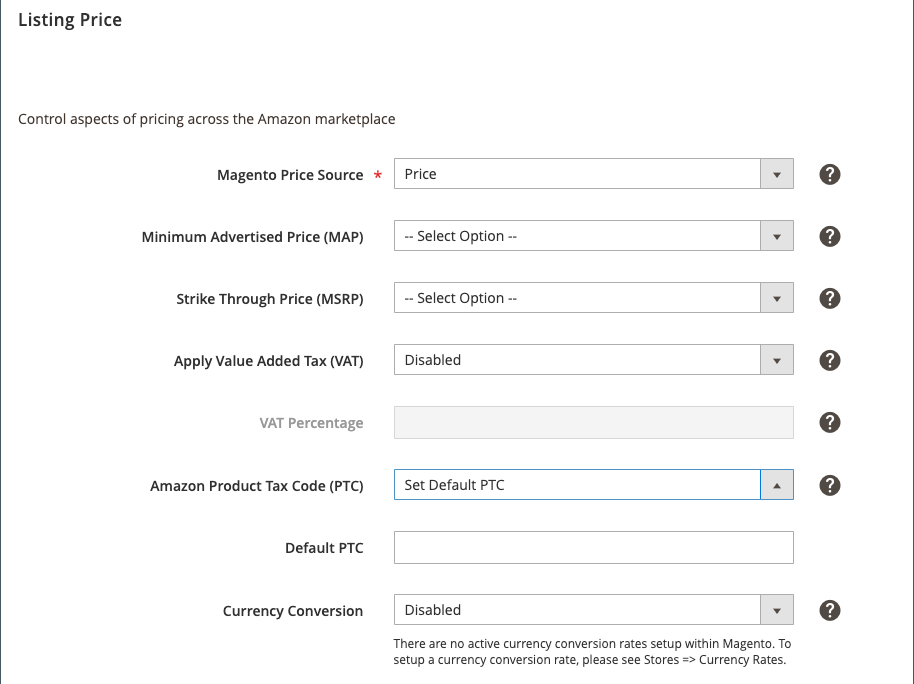 Listing Price
Control aspects of pricing across the Amazon marketplace
Magento Price Source * Price ?
Minimum Advertised Price (MAP) -- Select Option -- ?
Strike Through Price (MSRP) -- Select Option -- ?
Apply Value Added Tax (VAT) Disabled ?
VAT Percentage ?
Amazon Product Tax Code (PTC) Set Default PTC ?
Default PTC
Currency Conversion Disabled ?
There are no active currency conversion rates setup within Magento. To
setup a currency conversion rate, please see Stores => Currency Rates.